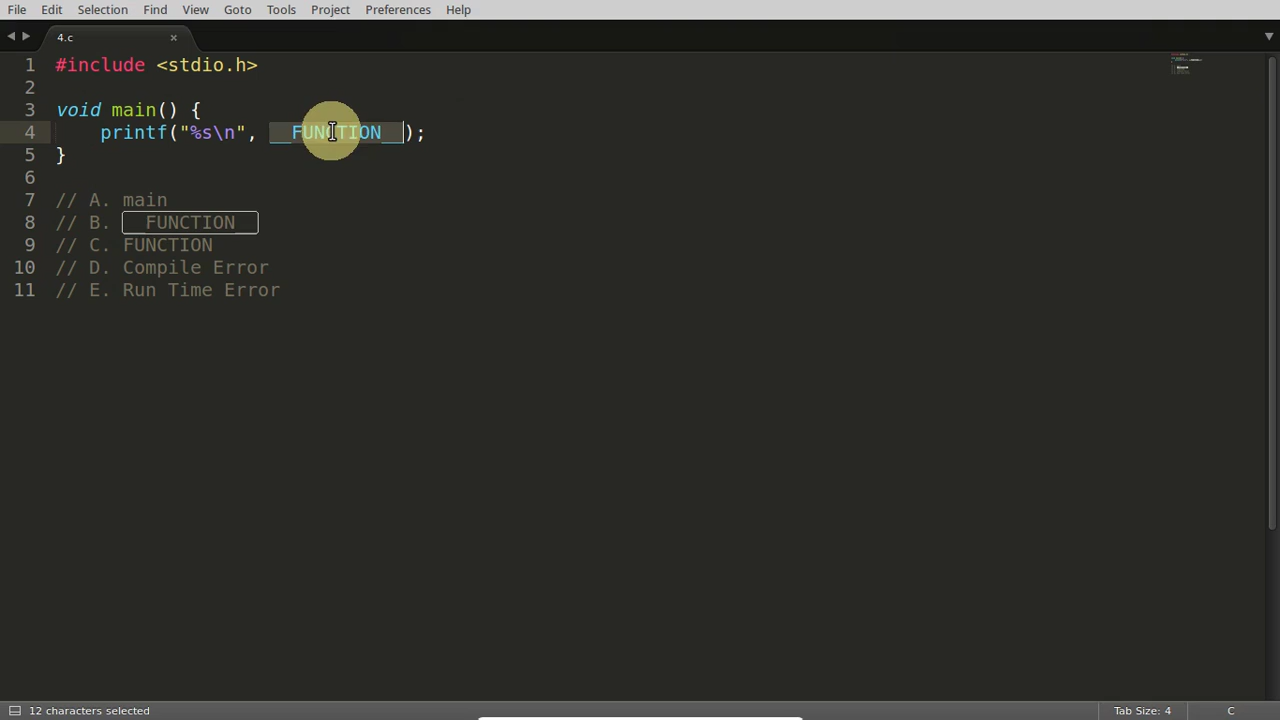 File Edit Selection Find View Goto Tools Project Preferences Help
4.c ×
1 #include <stdio.h>
2
3 void main() {
4     printf("%s\n", __FUNCTION__);
5 }
6
7 // A. main
8 // B. __FUNCTION__
9 // C. FUNCTION
10 // D. Compile Error
11 // E. Run Time Error
12 characters selected Tab Size: 4 C